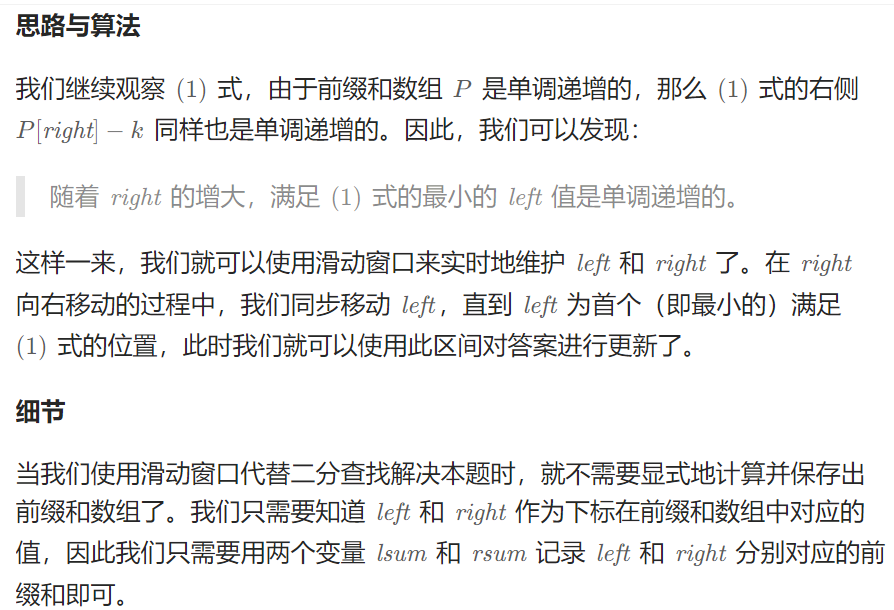 思路与算法
我们继续观察 (1) 式，由于前缀和数组 P 是单调递增的，那么 (1) 式的右侧
P[right] − k 同样也是单调递增的。因此，我们可以发现：
随着 right 的增大，满足 (1) 式的最小的 left 值是单调递增的。
这样一来，我们就可以使用滑动窗口来实时地维护 left 和 right 了。在 right
向右移动的过程中，我们同步移动 left，直到 left 为首个（即最小的）满足
(1) 式的位置，此时我们就可以使用此区间对答案进行更新了。
细节
当我们使用滑动窗口代替二分查找解决本题时，就不需要显式地计算并保存出
前缀和数组了。我们只需要知道 left 和 right 作为下标在前缀和数组中对应的
值，因此我们只需要用两个变量 lsum 和 rsum 记录 left 和 right 分别对应的前
缀和即可。